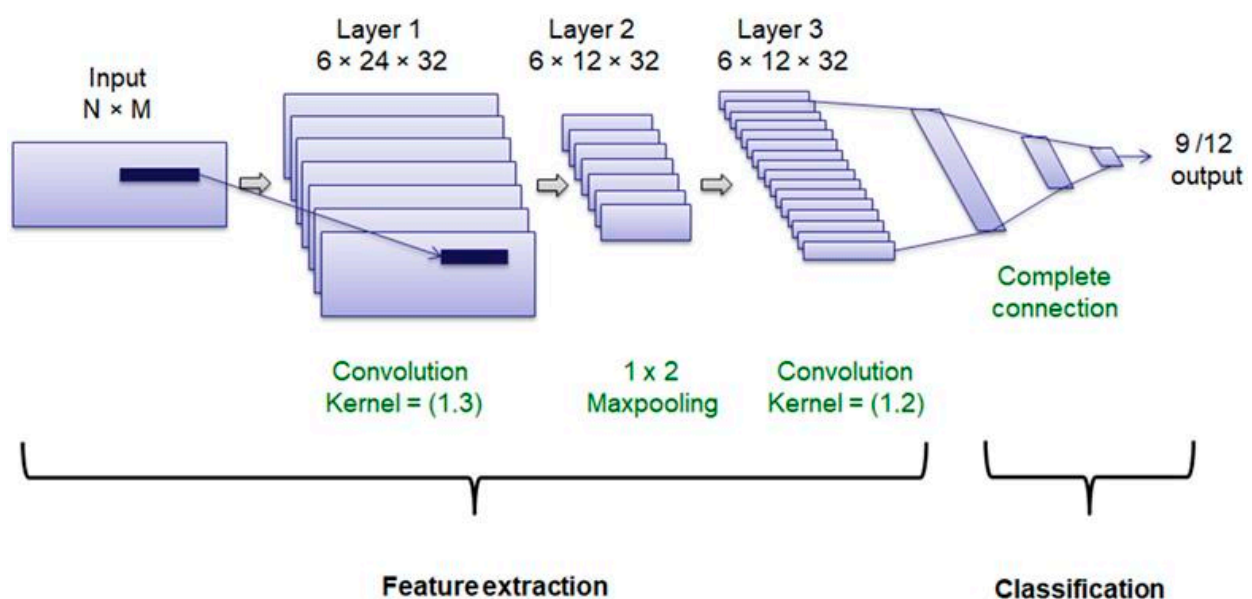 Input
N × M
Layer 1
6 × 24 × 32
Layer 2
6 × 12 × 32
Layer 3
6 × 12 × 32
9 /12
output
Complete
connection
Convolution
Kernel = (1.3)
1 x 2
Maxpooling
Convolution
Kernel = (1.2)
Feature extraction
Classification